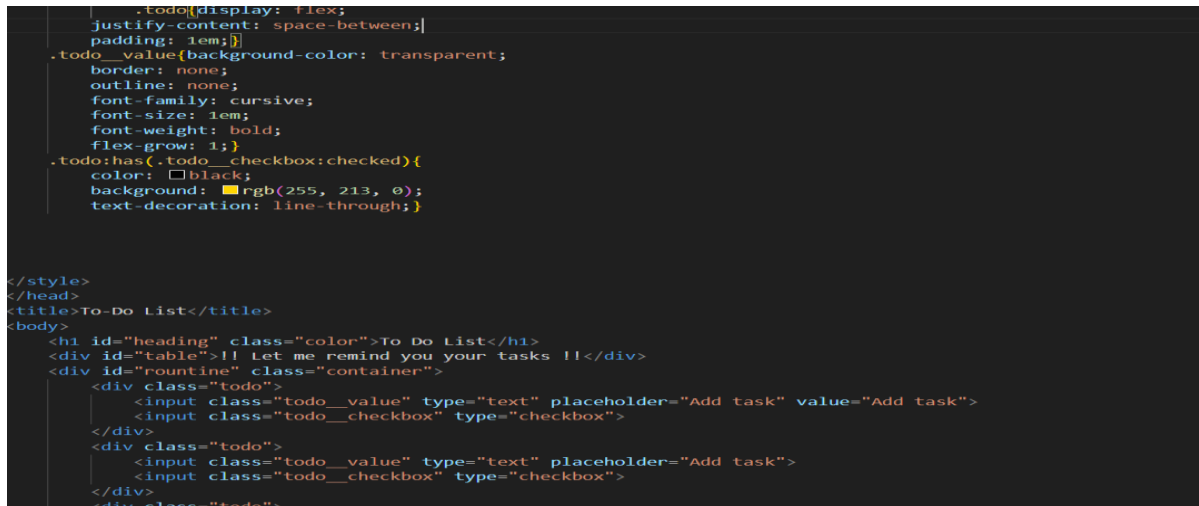 .todo{display: flex;
justify-content: space-between;
padding: 1em;}
.todo__value{background-color: transparent;
border: none;
outline: none;
font-family: cursive;
font-size: 1em;
font-weight: bold;
flex-grow: 1;}
.todo:has(.todo__checkbox:checked){
color: black;
background: rgb(255, 213, 0);
text-decoration: line-through;}
</style>
</head>
<title>To-Do List</title>
<body>
<h1 id="heading" class="color">To Do List</h1>
<div id="table">!! Let me remind you your tasks !!</div>
<div id="rountine" class="container">
<div class="todo">
<input class="todo__value" type="text" placeholder="Add task" value="Add task">
<input class="todo__checkbox" type="checkbox">
</div>
<div class="todo">
<input class="todo__value" type="text" placeholder="Add task">
<input class="todo__checkbox" type="checkbox">
</div>
<div class="todo">